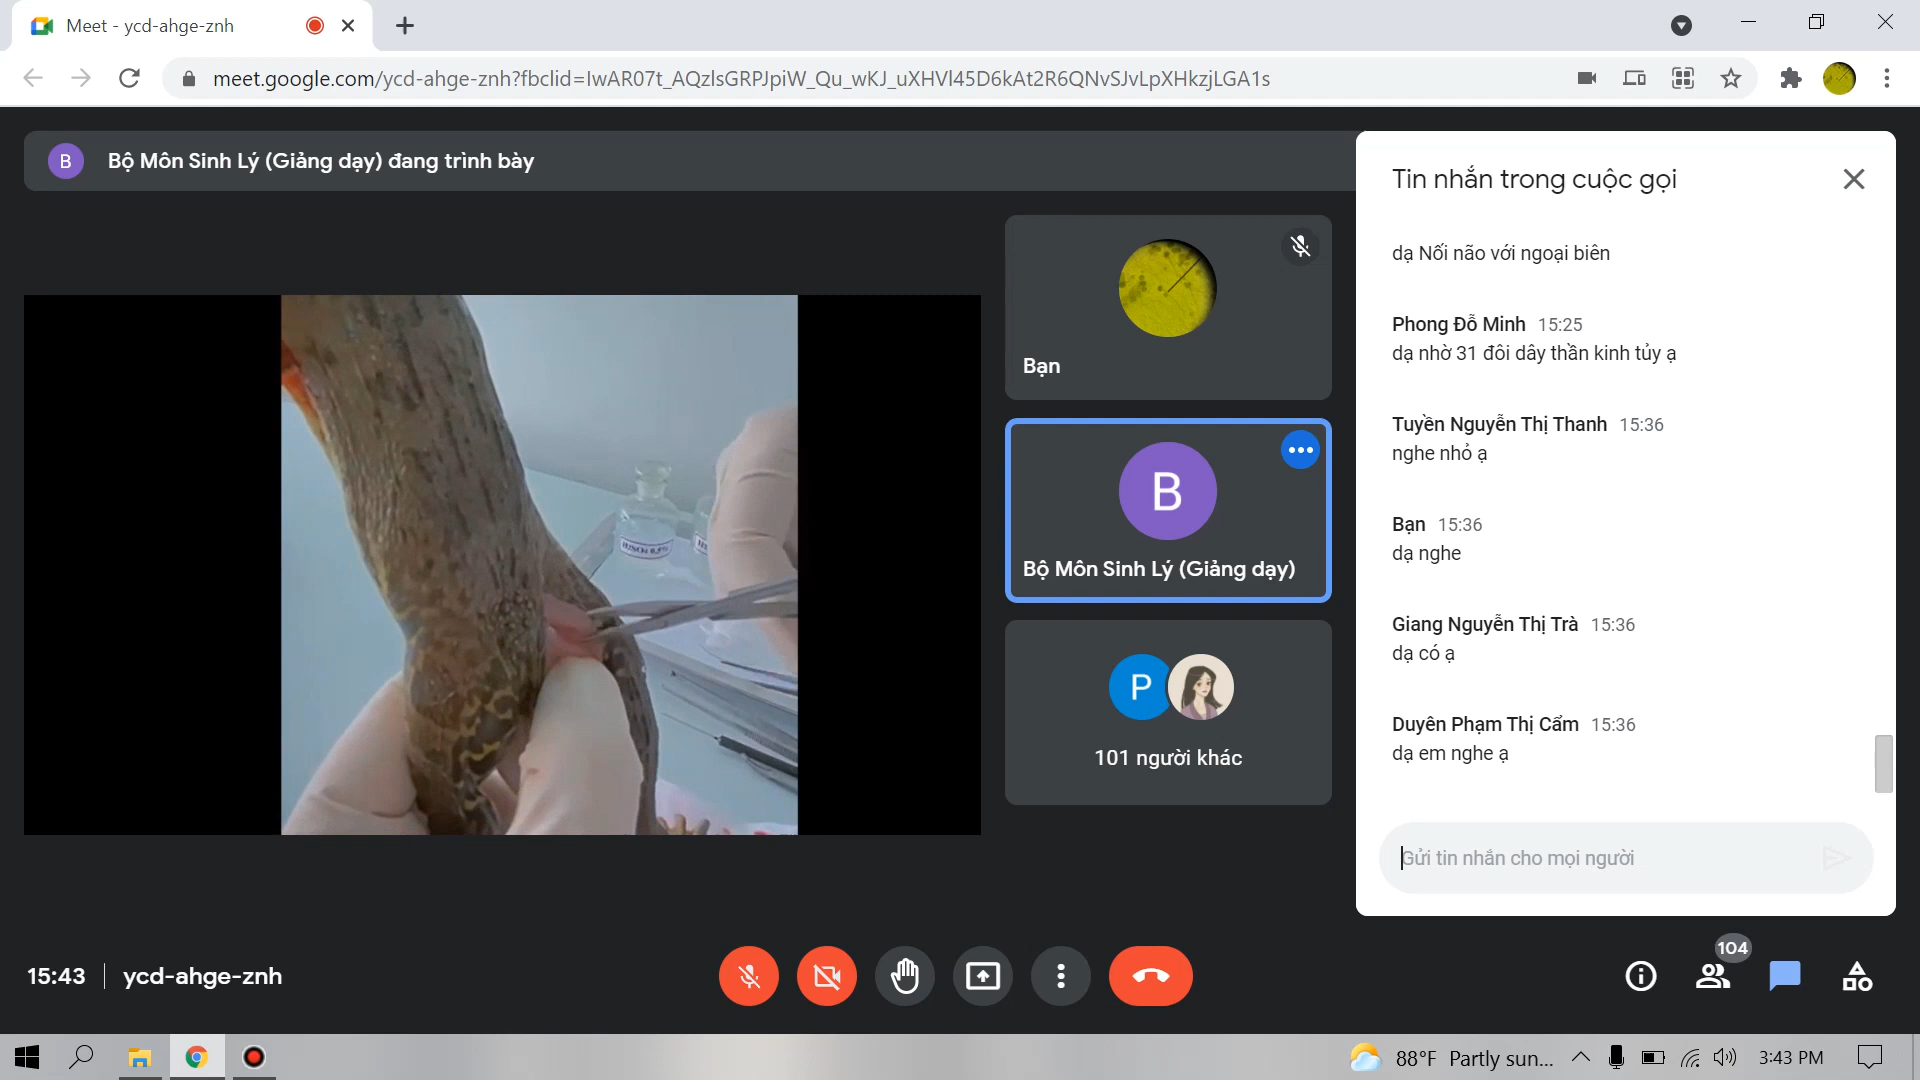 Meet - ycd-ahge-znh
meet.google.com/ycd-ahge-znh?fbclid=IwAR07t_AQzlsGRPJpiW_Qu_wKJ_uXHVl45D6kAt2R6QNvSJvLpXHkzjLGA1s
B
Bộ Môn Sinh Lý (Giảng dạy) đang trình bày
H₂SO₄ 0,5%
Bạn
B
Bộ Môn Sinh Lý (Giảng dạy)
P
101 người khác
Tin nhắn trong cuộc gọi
dạ Nối não với ngoại biên
Phong Đỗ Minh 15:25
dạ nhờ 31 đôi dây thần kinh tủy ạ
Tuyền Nguyễn Thị Thanh 15:36
nghe nhỏ ạ
Bạn 15:36
dạ nghe
Giang Nguyễn Thị Trà 15:36
dạ có ạ
Duyên Phạm Thị Cẩm 15:36
dạ em nghe ạ
Gửi tin nhắn cho mọi người
15:43 | ycd-ahge-znh
104
88°F Partly sun...
3:43 PM